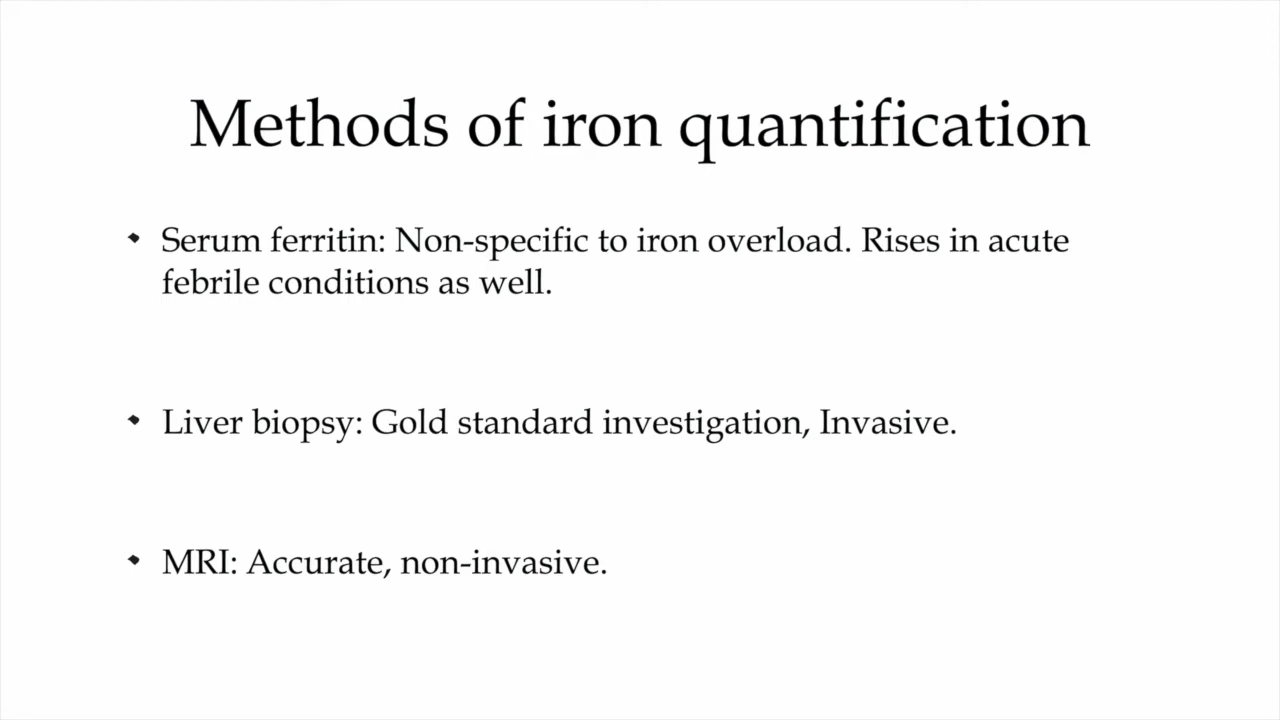 Methods of iron quantification
Serum ferritin: Non-specific to iron overload. Rises in acute
febrile conditions as well.
Liver biopsy: Gold standard investigation, Invasive.
MRI: Accurate, non-invasive.